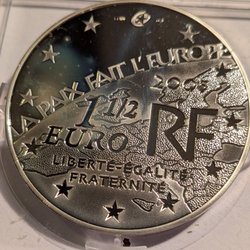 LA PAIX FAIT L'EUROPE
2005
1 1/2
EURO
RF
LIBERTÉ-ÉGALITÉ
FRATERNITÉ